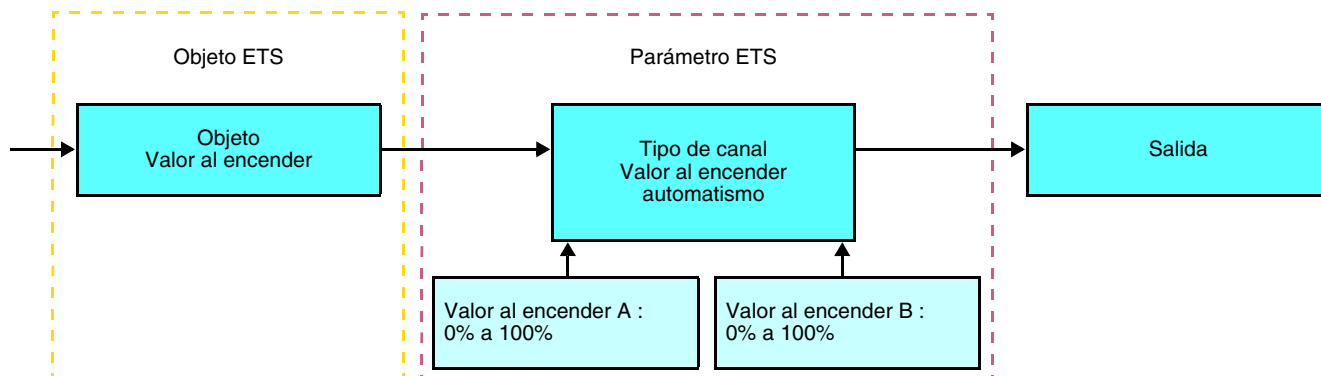 Objeto ETS
Parámetro ETS
Objeto
Valor al encender
Tipo de canal
Valor al encender
automatismo
Salida
Valor al encender A :
0% a 100%
Valor al encender B :
0% a 100%